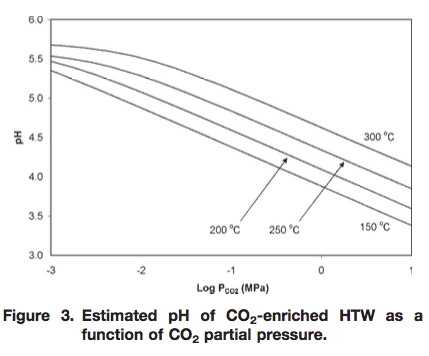 6.0
5.5
5.0
4.5
4.0
3.5
3.0
pH
300 °C
200 °C
250 °C
150 °C
-3
-2
-1
0
1
Log P_CO2 (MPa)
Figure 3. Estimated pH of CO₂-enriched HTW as a
function of CO₂ partial pressure.